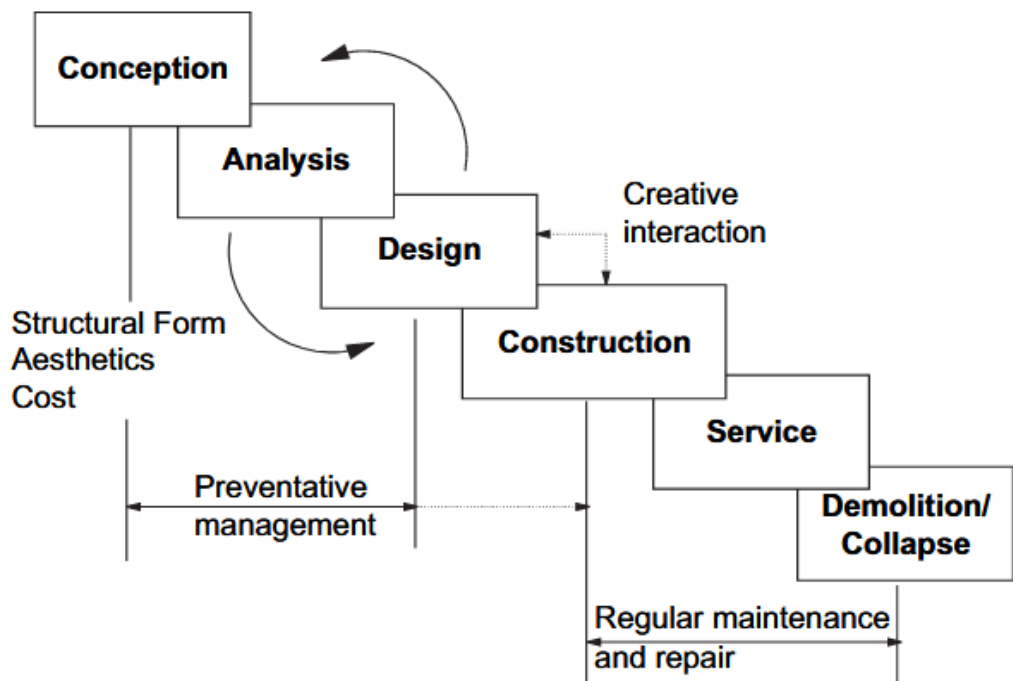 Conception
Analysis
Creative
interaction
Design
Structural Form
Aesthetics
Cost
Construction
Service
Preventative
management
Demolition/
Collapse
Regular maintenance
and repair